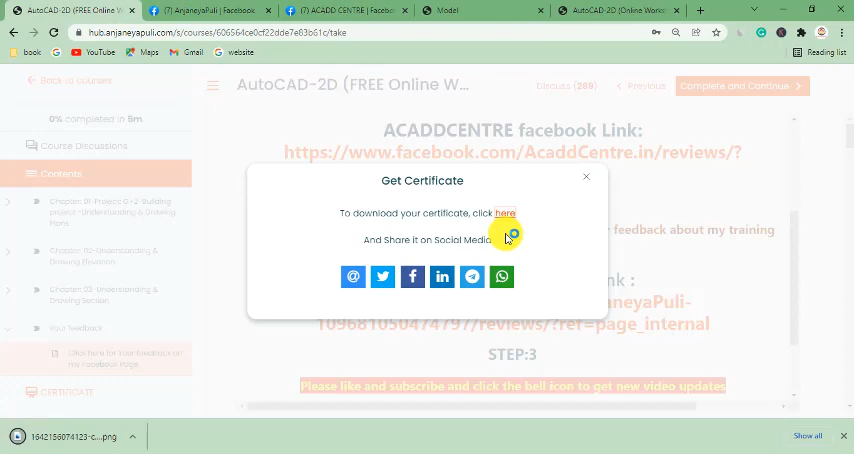 AutoCAD-2D (FREE Online Works
(7) AnjaneyaPuli | Facebook
(7) ACADD CENTRE | Facebook
Model
AutoCAD-2D (Online Works
hub.anjaneyapuli.com/s/courses/606564ce0cf22dde7e83b61c/take
book
YouTube
Maps
Gmail
website
Reading list
Back to courses
AutoCAD-2D (FREE Online W...
Discuss (289)
Previous
Complete and Continue
0% completed in 5m
Course Discussions
Contents
Chapter: 01-Project G+2-Building
project -Understanding & Drawing
Plans
Chapter: 02-Understanding &
Drawing Elevation
Chapter: 03-Understanding &
Drawing Section
Your feedback
Click here for Your feedback on
my Facebook Page
CERTIFICATE
ACADDCENTRE facebook Link:
https://www.facebook.com/AcaddCentre.in/reviews/?
feedback about my training
nk :
aneyaPuli-
109681050474797/reviews/?ref=page_internal
STEP:3
Please like and subscribe and click the bell icon to get new video updates
Get Certificate
To download your certificate, click here
And Share it on Social Media
1642156074123-c....png
Show all